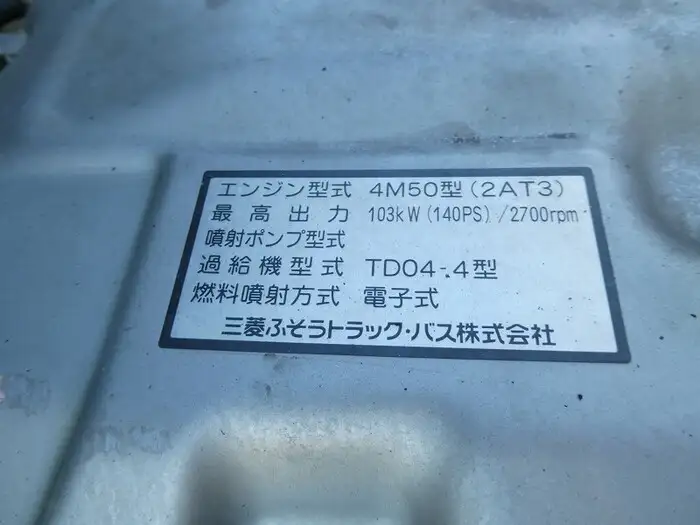 エンジン型式 4M50型(2AT3)
最高出力 103kW(140PS)/2700rpm
噴射ポンプ型式
過給機型式 TD04-4型
燃料噴射方式 電子式
三菱ふそうトラック・バス株式会社